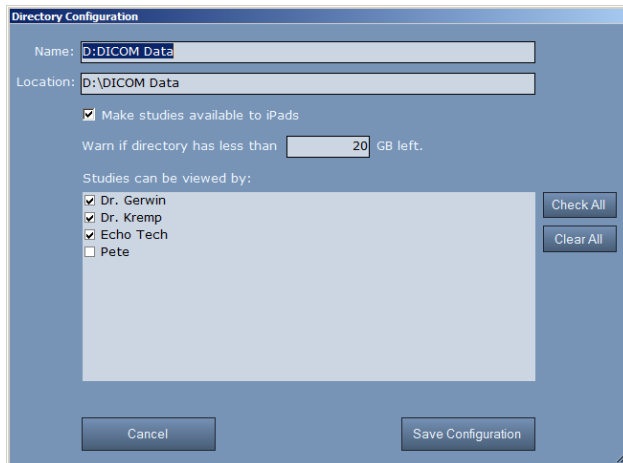 Directory Configuration
Name: D:DICOM Data
Location: D:\DICOM Data
Make studies available to iPads
Warn if directory has less than 20 GB left.
Studies can be viewed by:
Dr. Gerwin
Dr. Kremp
Echo Tech
Pete
Check All
Clear All
Cancel
Save Configuration